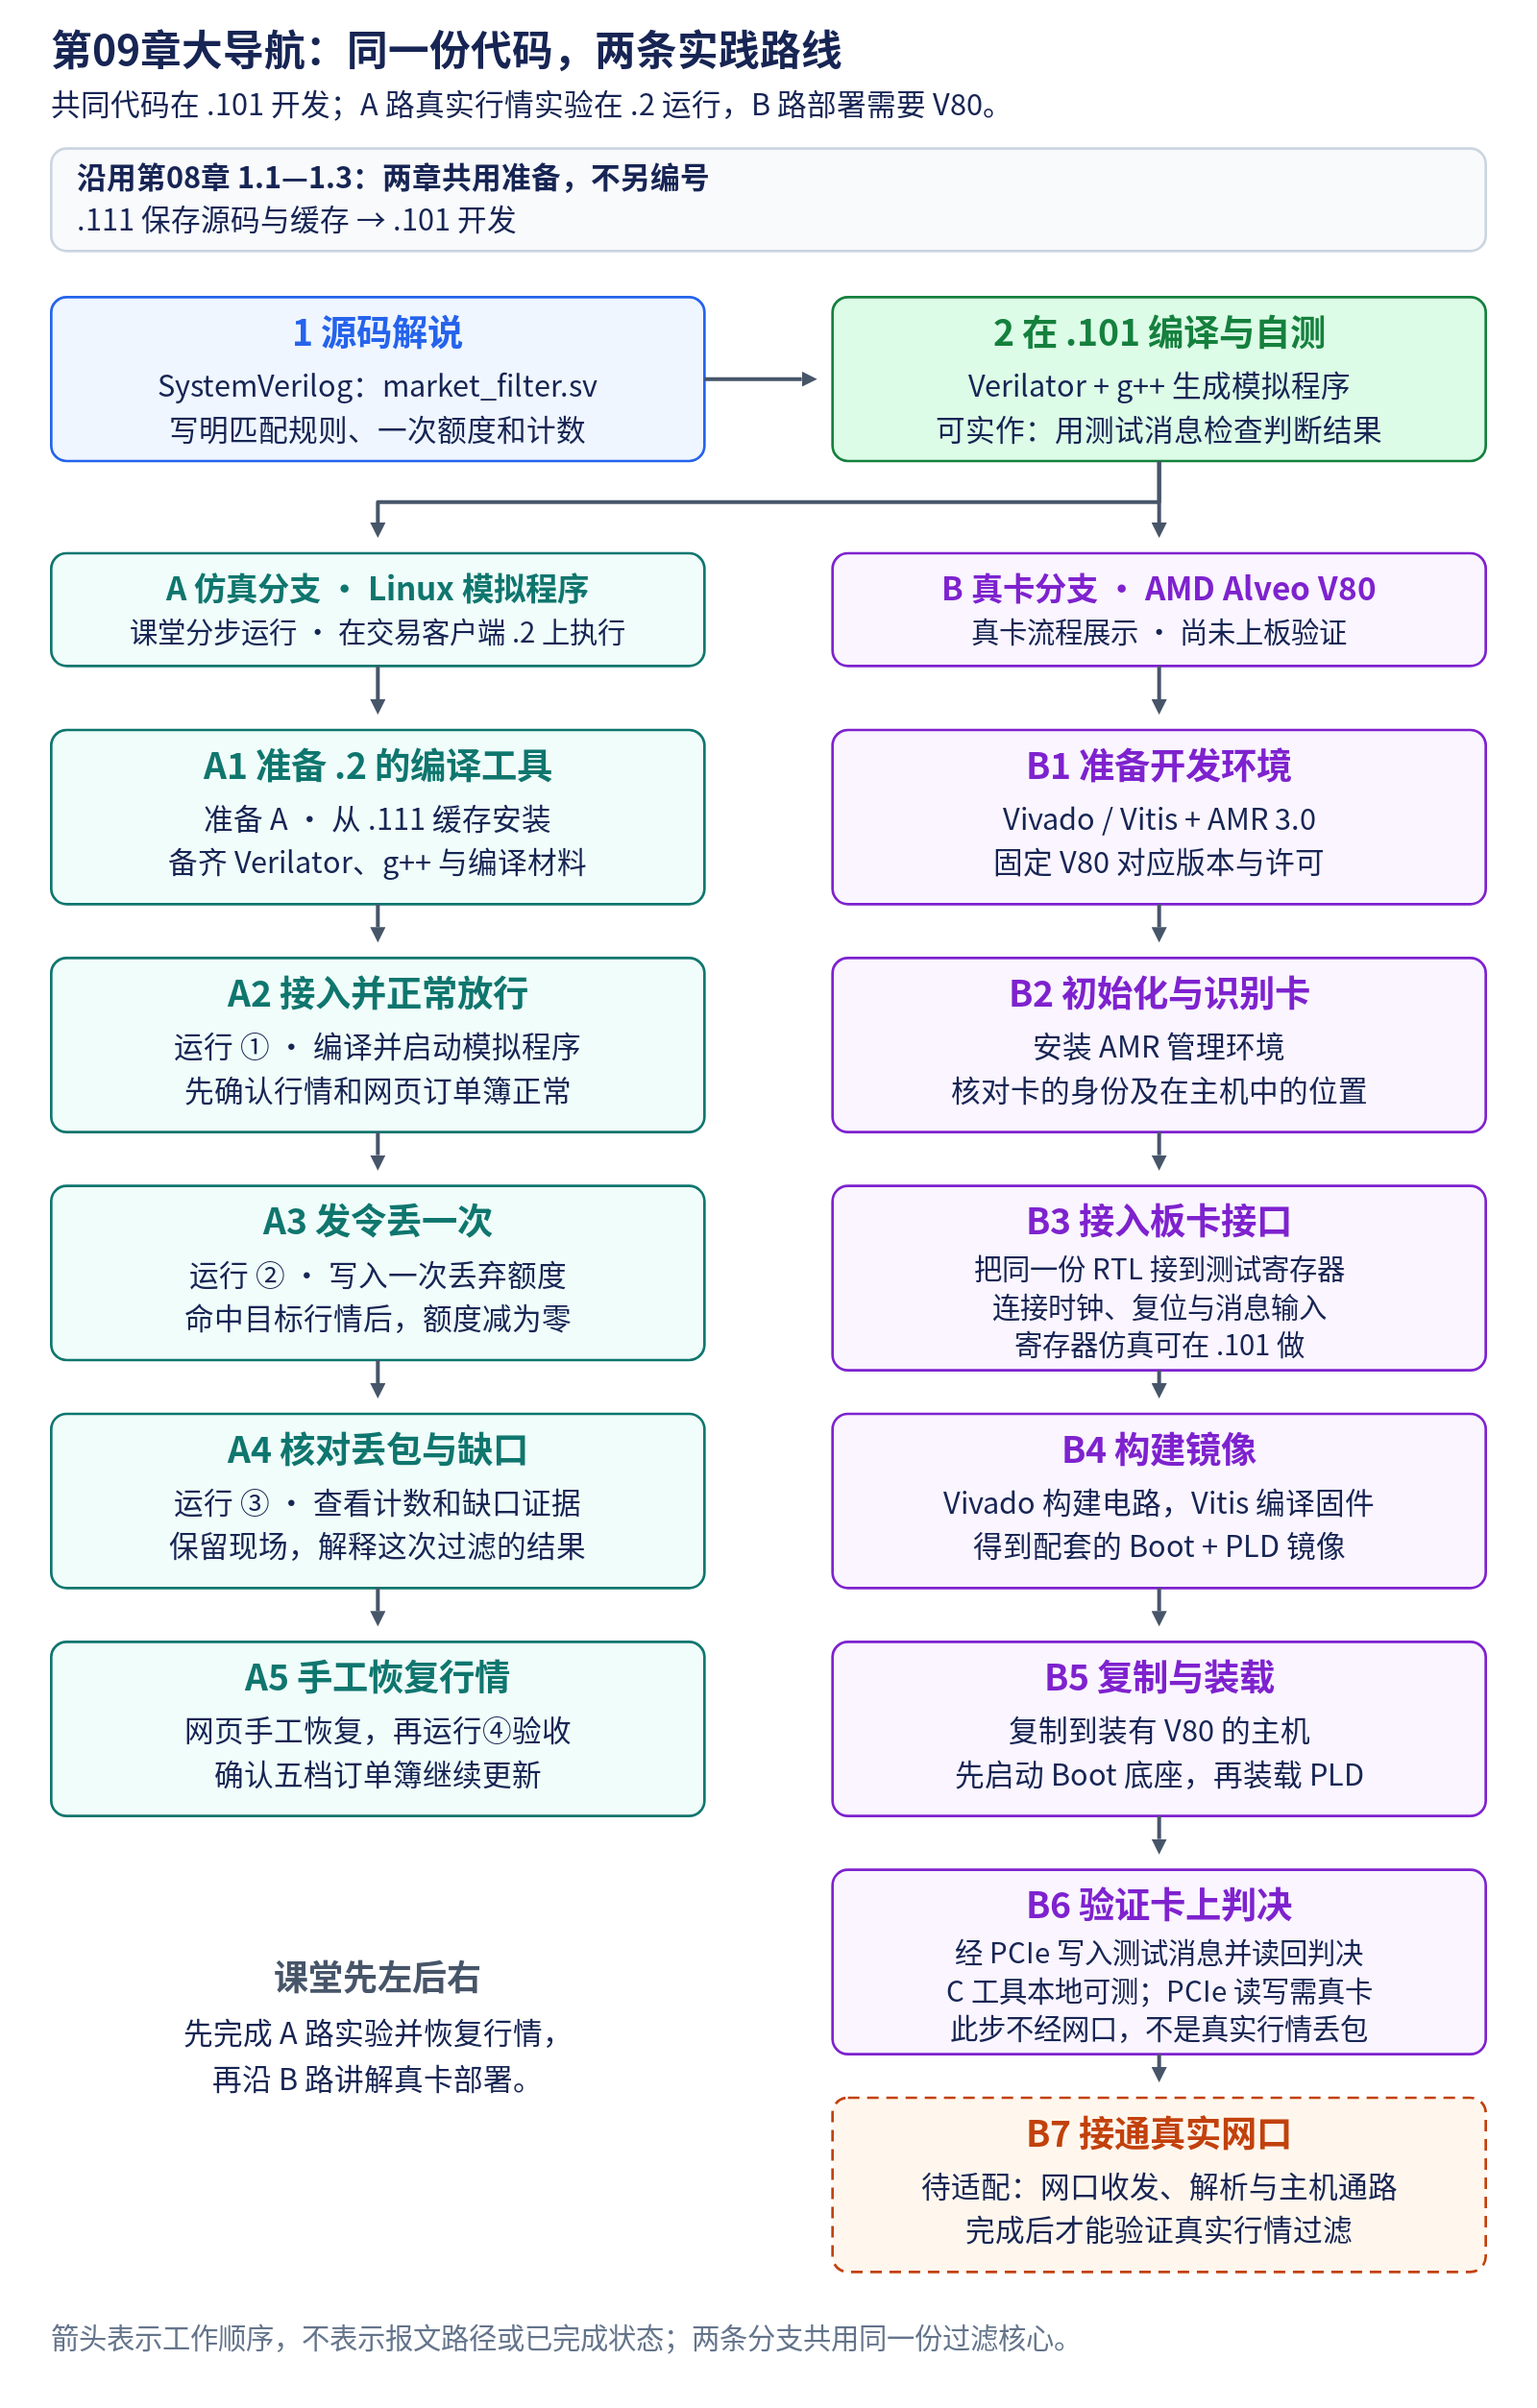 第09章大导航：同一份代码，两条实践路线
共同代码在 .101 开发；A 路真实行情实验在 .2 运行，B 路部署需要 V80。
沿用第08章 1.1—1.3：两章共用准备，不另编号
.111 保存源码与缓存 → .101 开发
1 源码解说
SystemVerilog：market_filter.sv
写明匹配规则、一次额度和计数
2 在 .101 编译与自测
Verilator + g++ 生成模拟程序
可实作：用测试消息检查判断结果
A 仿真分支 · Linux 模拟程序
课堂分步运行 · 在交易客户端 .2 上执行
B 真卡分支 · AMD Alveo V80
真卡流程展示 · 尚未上板验证
A1 准备 .2 的编译工具
准备 A · 从 .111 缓存安装
备齐 Verilator、g++ 与编译材料
B1 准备开发环境
Vivado / Vitis + AMR 3.0
固定 V80 对应版本与许可
A2 接入并正常放行
运行 ① · 编译并启动模拟程序
先确认行情和网页订单簿正常
B2 初始化与识别卡
安装 AMR 管理环境
核对卡的身份及在主机中的位置
A3 发令丢一次
运行 ② · 写入一次丢弃额度
命中目标行情后，额度减为零
B3 接入板卡接口
把同一份 RTL 接到测试寄存器
连接时钟、复位与消息输入
寄存器仿真可在 .101 做
A4 核对丢包与缺口
运行 ③ · 查看计数和缺口证据
保留现场，解释这次过滤的结果
B4 构建镜像
Vivado 构建电路，Vitis 编译固件
得到配套的 Boot + PLD 镜像
A5 手工恢复行情
网页手工恢复，再运行④验收
确认五档订单簿继续更新
B5 复制与装载
复制到装有 V80 的主机
先启动 Boot 底座，再装载 PLD
B6 验证卡上判决
经 PCIe 写入测试消息并读回判决
C 工具本地可测；PCIe 读写需真卡
此步不经网口，不是真实行情丢包
课堂先左后右
先完成 A 路实验并恢复行情，
再沿 B 路讲解真卡部署。
B7 接通真实网口
待适配：网口收发、解析与主机通路
完成后才能验证真实行情过滤
箭头表示工作顺序，不表示报文路径或已完成状态；两条分支共用同一份过滤核心。